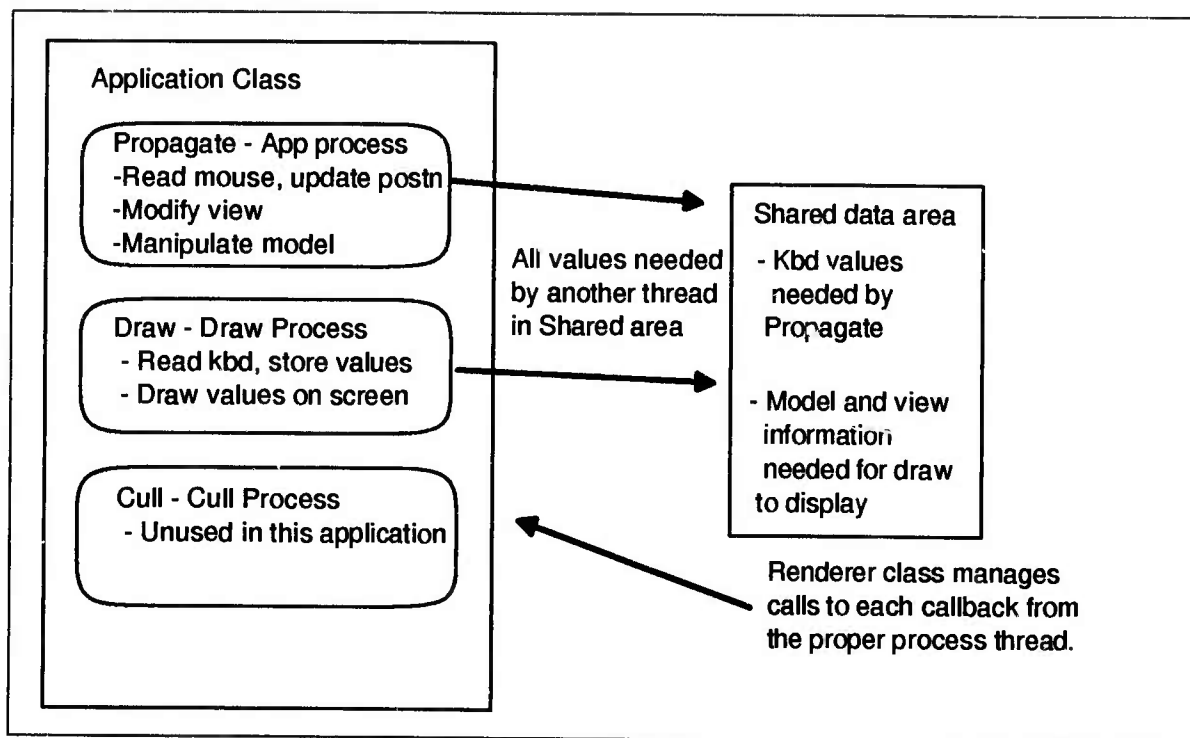 Application Class
Propagate - App process
-Read mouse, update postn
-Modify view
-Manipulate model
Draw - Draw Process
- Read kbd, store values
- Draw values on screen
Cull - Cull Process
- Unused in this application
All values needed
by another thread
in Shared area
Shared data area
- Kbd values
needed by
Propagate
- Model and view
information
needed for draw
to display
Renderer class manages
calls to each callback from
the proper process thread.